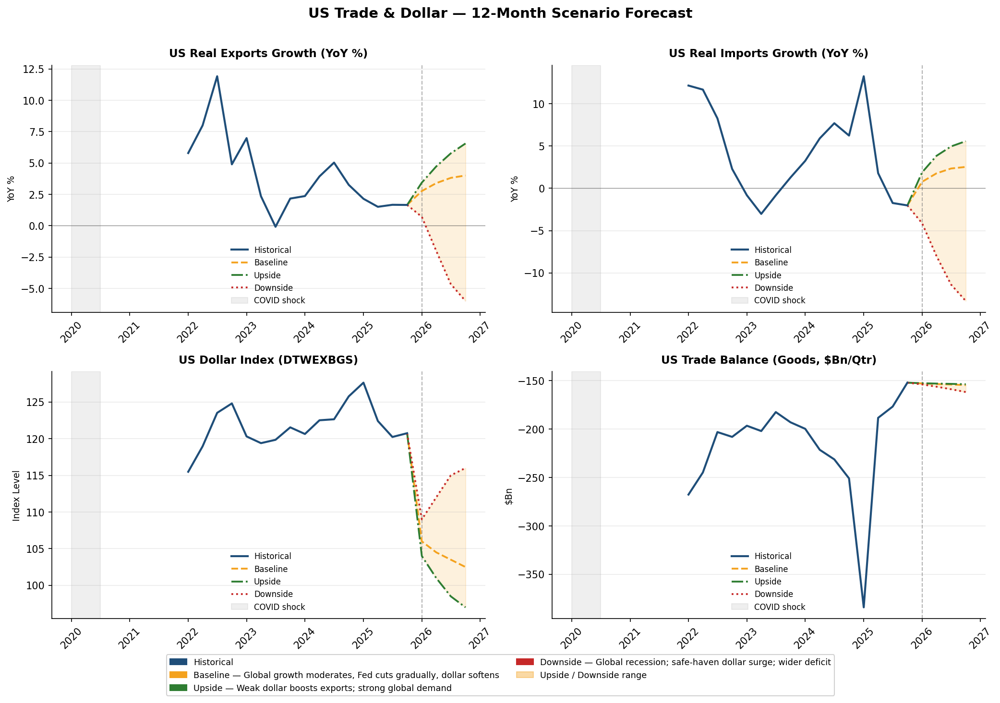 US Trade & Dollar — 12-Month Scenario Forecast
US Real Exports Growth (YoY %)
YoY %
12.5
10.0
7.5
5.0
2.5
0.0
−2.5
−5.0
Historical
Baseline
Upside
Downside
COVID shock
2020
2021
2022
2023
2024
2025
2026
2027
US Real Imports Growth (YoY %)
YoY %
10
5
0
−5
−10
Historical
Baseline
Upside
Downside
COVID shock
2020
2021
2022
2023
2024
2025
2026
2027
US Dollar Index (DTWEXBGS)
Index Level
125
120
115
110
105
100
Historical
Baseline
Upside
Downside
COVID shock
2020
2021
2022
2023
2024
2025
2026
2027
US Trade Balance (Goods, $Bn/Qtr)
$Bn
−150
−200
−250
−300
−350
Historical
Baseline
Upside
Downside
COVID shock
2020
2021
2022
2023
2024
2025
2026
2027
Historical
Baseline — Global growth moderates, Fed cuts gradually, dollar softens
Upside — Weak dollar boosts exports; strong global demand
Downside — Global recession; safe-haven dollar surge; wider deficit
Upside / Downside range